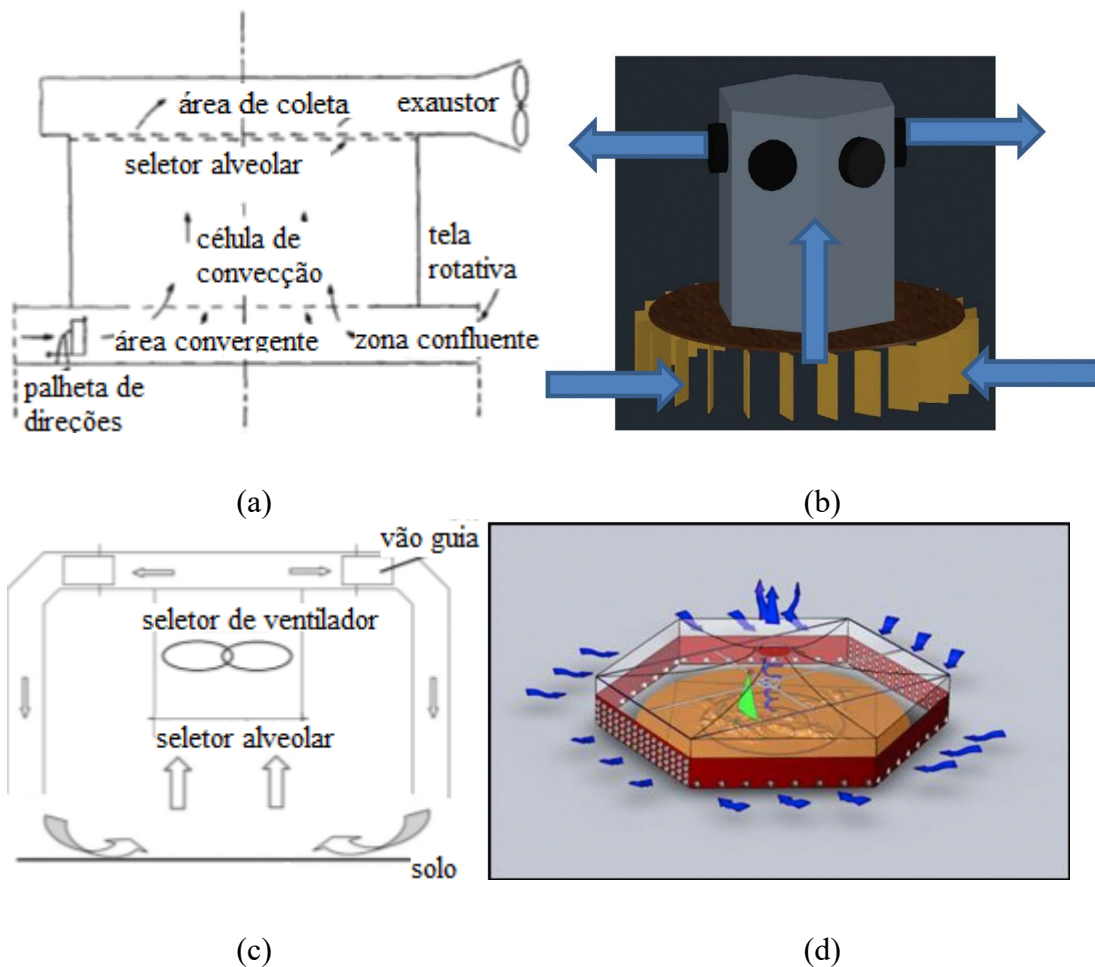 área de coleta exaustor
seletor alveolar
célula de
convecção
tela
rotativa
área convergente zona confluente
palheta de
direções
(a) (b)
vão guia
seletor de ventilador
seletor alveolar
solo
(c) (d)